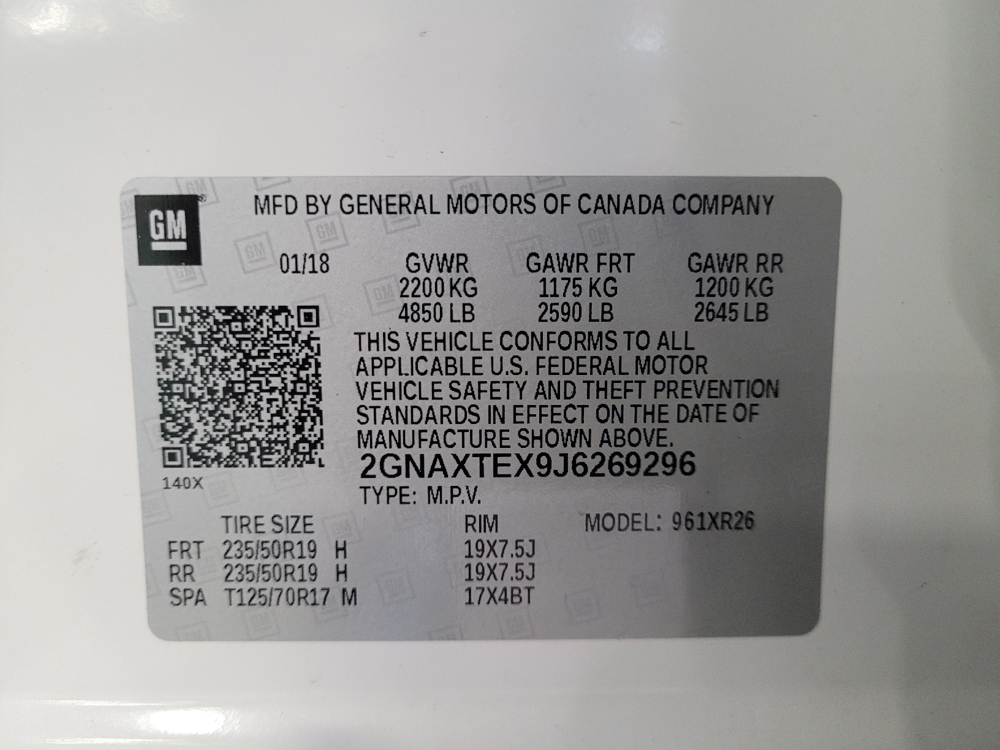 GM
MFD BY GENERAL MOTORS OF CANADA COMPANY
01/18 GVWR GAWR FRT GAWR RR
2200 KG 1175 KG 1200 KG
4850 LB 2590 LB 2645 LB
THIS VEHICLE CONFORMS TO ALL
APPLICABLE U.S. FEDERAL MOTOR
VEHICLE SAFETY AND THEFT PREVENTION
STANDARDS IN EFFECT ON THE DATE OF
MANUFACTURE SHOWN ABOVE.
2GNAXTEX9J6269296
140X
TYPE: M.P.V.
TIRE SIZE RIM MODEL: 961XR26
FRT 235/50R19 H 19X7.5J
RR 235/50R19 H 19X7.5J
SPA T125/70R17 M 17X4BT